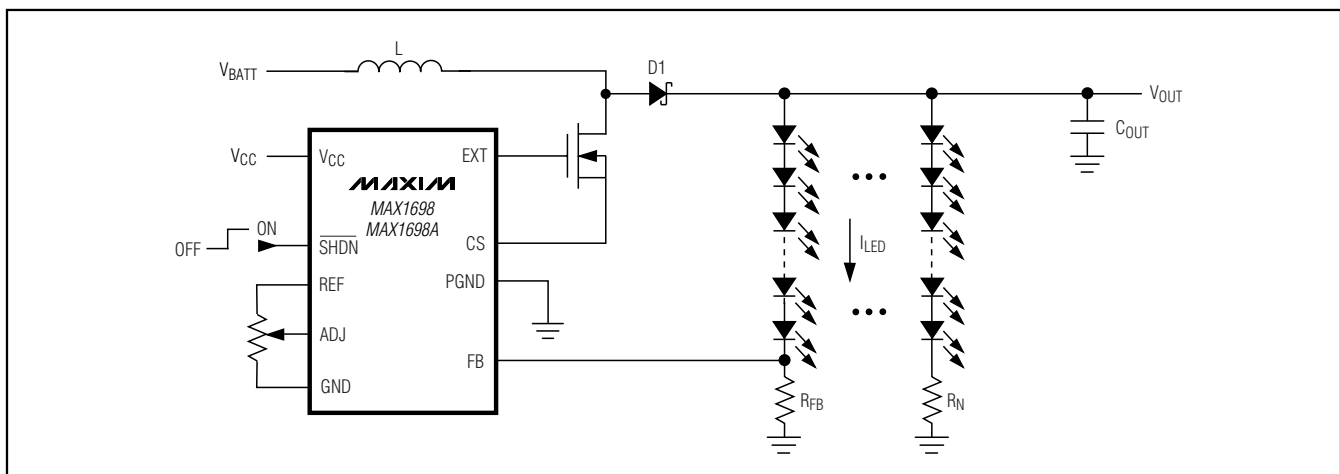 L
VBATT
D1
VOUT
COUT
VCC
VCC
EXT
MAXIM
MAX1698
MAX1698A
ON
OFF
SHDN
CS
ILED
REF
PGND
ADJ
FB
GND
RFB
RN